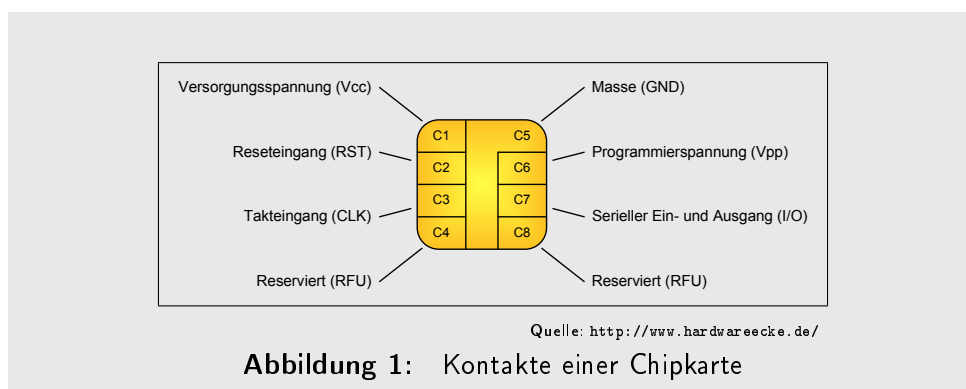 Versorgungsspannung (Vcc)
Masse (GND)
C1
C5
Reseteingang (RST)
Programmierspannung (Vpp)
C2
C6
Takteingang (CLK)
Serieller Ein- und Ausgang (I/O)
C3
C7
C4
C8
Reserviert (RFU)
Reserviert (RFU)
Quelle: http://www.hardwareecke.de/
Abbildung 1: Kontakte einer Chipkarte